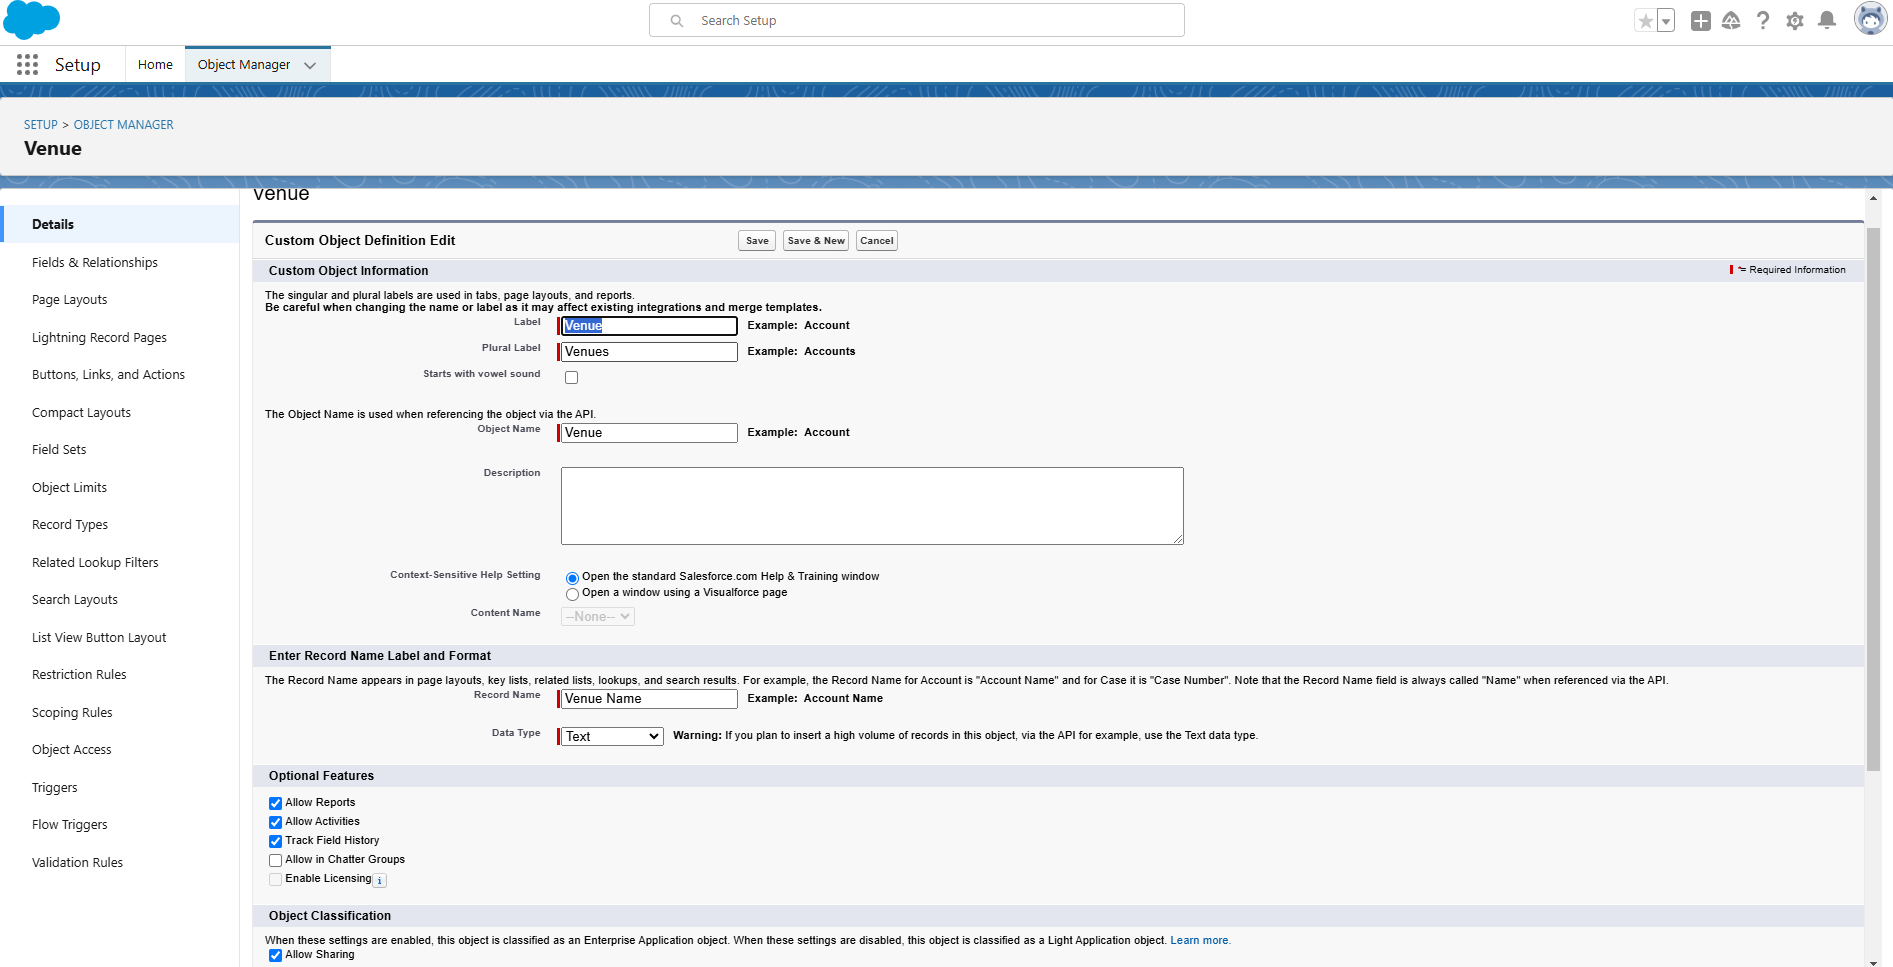 Search Setup
Setup
Home
Object Manager
SETUP > OBJECT MANAGER
Venue
Details
Fields & Relationships
Page Layouts
Lightning Record Pages
Buttons, Links, and Actions
Compact Layouts
Field Sets
Object Limits
Record Types
Related Lookup Filters
Search Layouts
List View Button Layout
Restriction Rules
Scoping Rules
Object Access
Triggers
Flow Triggers
Validation Rules
Venue
Custom Object Definition Edit
Save
Save & New
Cancel
Custom Object Information
= Required Information
The singular and plural labels are used in tabs, page layouts, and reports.
Be careful when changing the name or label as it may affect existing integrations and merge templates.
Label Venue Example: Account
Plural Label Venues Example: Accounts
Starts with vowel sound
The Object Name is used when referencing the object via the API.
Object Name Venue Example: Account
Description
Context-Sensitive Help Setting Open the standard Salesforce.com Help & Training window
Open a window using a Visualforce page
Content Name --None--
Enter Record Name Label and Format
The Record Name appears in page layouts, key lists, related lists, lookups, and search results. For example, the Record Name for Account is "Account Name" and for Case it is "Case Number". Note that the Record Name field is always called "Name" when referenced via the API.
Record Name Venue Name Example: Account Name
Data Type Text Warning: If you plan to insert a high volume of records in this object, via the API for example, use the Text data type.
Optional Features
Allow Reports
Allow Activities
Track Field History
Allow in Chatter Groups
Enable Licensing i
Object Classification
When these settings are enabled, this object is classified as an Enterprise Application object. When these settings are disabled, this object is classified as a Light Application object. Learn more.
Allow Sharing